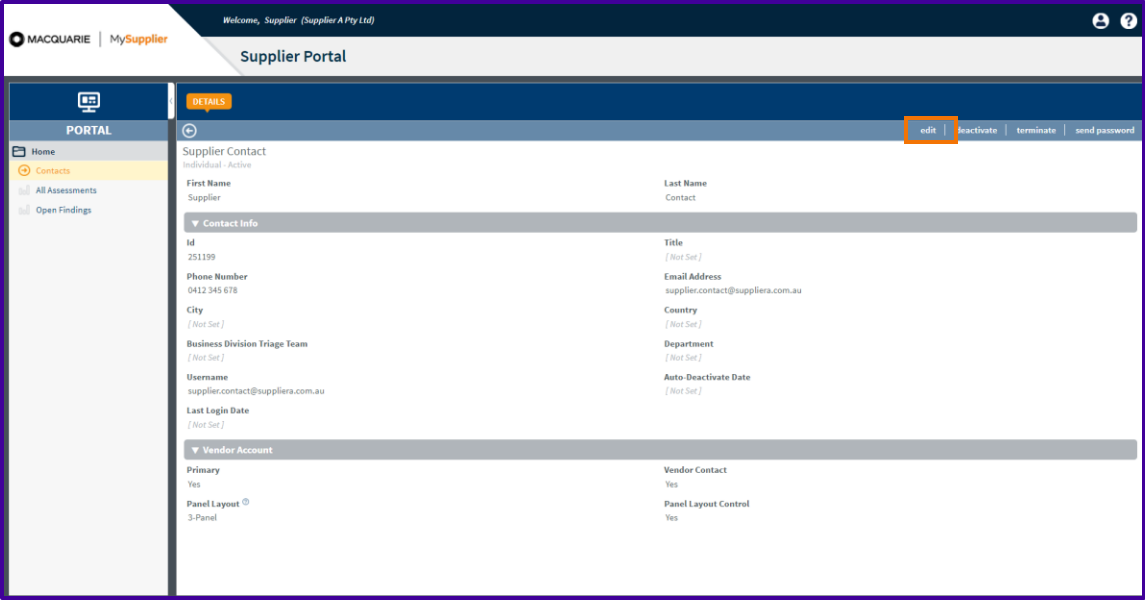 Welcome, Supplier (Supplier A Pty Ltd)
MACQUARIE | MySupplier
Supplier Portal
PORTAL
Home
Contacts
All Assessments
Open Findings
DETAILS
edit | deactivate | terminate | send password
Supplier Contact
Individual - Active
First Name Last Name
Supplier Contact
Contact Info
Id Title
251199 [ Not Set ]
Phone Number Email Address
0412 345 678 supplier.contact@suppliera.com.au
City Country
[ Not Set ] [ Not Set ]
Business Division Triage Team Department
[ Not Set ] [ Not Set ]
Username Auto-Deactivate Date
supplier.contact@suppliera.com.au [ Not Set ]
Last Login Date
[ Not Set ]
Vendor Account
Primary Vendor Contact
Yes Yes
Panel Layout Panel Layout Control
3-Panel Yes